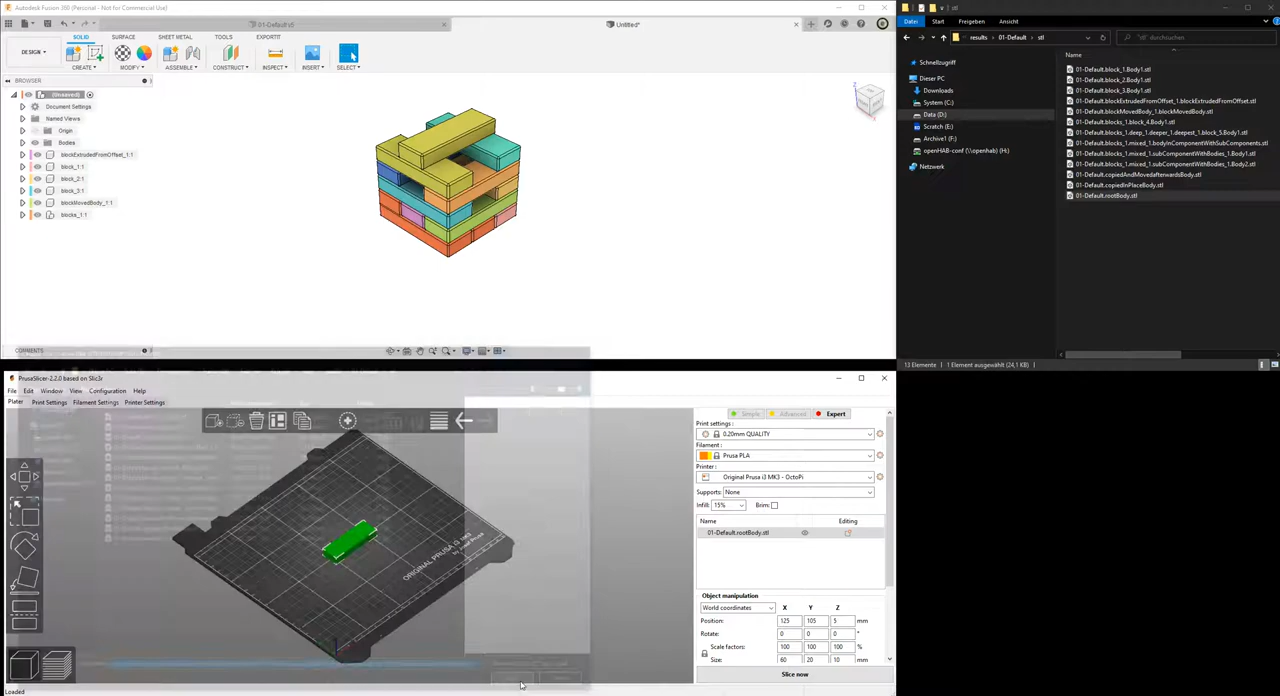 Autodesk Fusion 360 (Personal - Not for Commercial Use)
01-Default.stl
Untitled*
SOLID
SURFACE
SHEET METAL
TOOLS
EXPORTIT
DESIGN
CREATE
MODIFY
ASSEMBLE
CONSTRUCT
INSPECT
INSERT
SELECT
BROWSER
(Unsaved)
Document Settings
Named Views
Origin
Bodies
blockExtrudedFromOffset_1:1
block_1:1
block_2:1
block_3:1
blockMovedBody_1:1
blocks_1:1
COMMENTS
Datei
Start
Freigeben
Ansicht
stl
results
01-Default
stl
stl durchsuchen
Name
Schnellzugriff
Dieser PC
Downloads
System (C:)
Data (D:)
Scratch (E:)
Archive1 (F:)
openHAB-conf (\\openhab) (H:)
Netzwerk
01-Default.block_1.Body1.stl
01-Default.block_2.Body1.stl
01-Default.block_3.Body1.stl
01-Default.blockExtrudedFromOffset_1.blockExtrudedFromOffset.stl
01-Default.blockMovedBody_1.blockMovedBody.stl
01-Default.blocks_1.block_4.Body1.stl
01-Default.blocks_1.deep_1.deeper_1.deepest_1.block_5.Body1.stl
01-Default.blocks_1.mixed_1.bodyInComponentWithSubComponents.stl
01-Default.blocks_1.mixed_1.subComponentWithBodies_1.Body1.stl
01-Default.blocks_1.mixed_1.subComponentWithBodies_1.Body2.stl
01-Default.copiedAndMovedafterwardsBody.stl
01-Default.copiedInPlaceBody.stl
01-Default.rootBody.stl
13 Elemente
1 Element ausgewählt (24,1 KB)
PrusaSlicer-2.2.0 based on Slic3r
File
Edit
Window
View
Configuration
Help
Plater
Print Settings
Filament Settings
Printer Settings
ORIGINAL PRUSA i3 MK3
by Josef Prusa
Simple
Advanced
Expert
Print settings :
0.20mm QUALITY
Filament :
Prusa PLA
Printer :
Original Prusa i3 MK3 - OctoPi
Supports:
None
Infill:
15%
Brim:
Name
Editing
01-Default.rootBody.stl
Object manipulation
World coordinates
X
Y
Z
Position:
125
105
5
mm
Rotate:
0
0
0
°
Scale factors:
100
100
100
%
Size:
60
20
10
mm
Slice now
Loaded